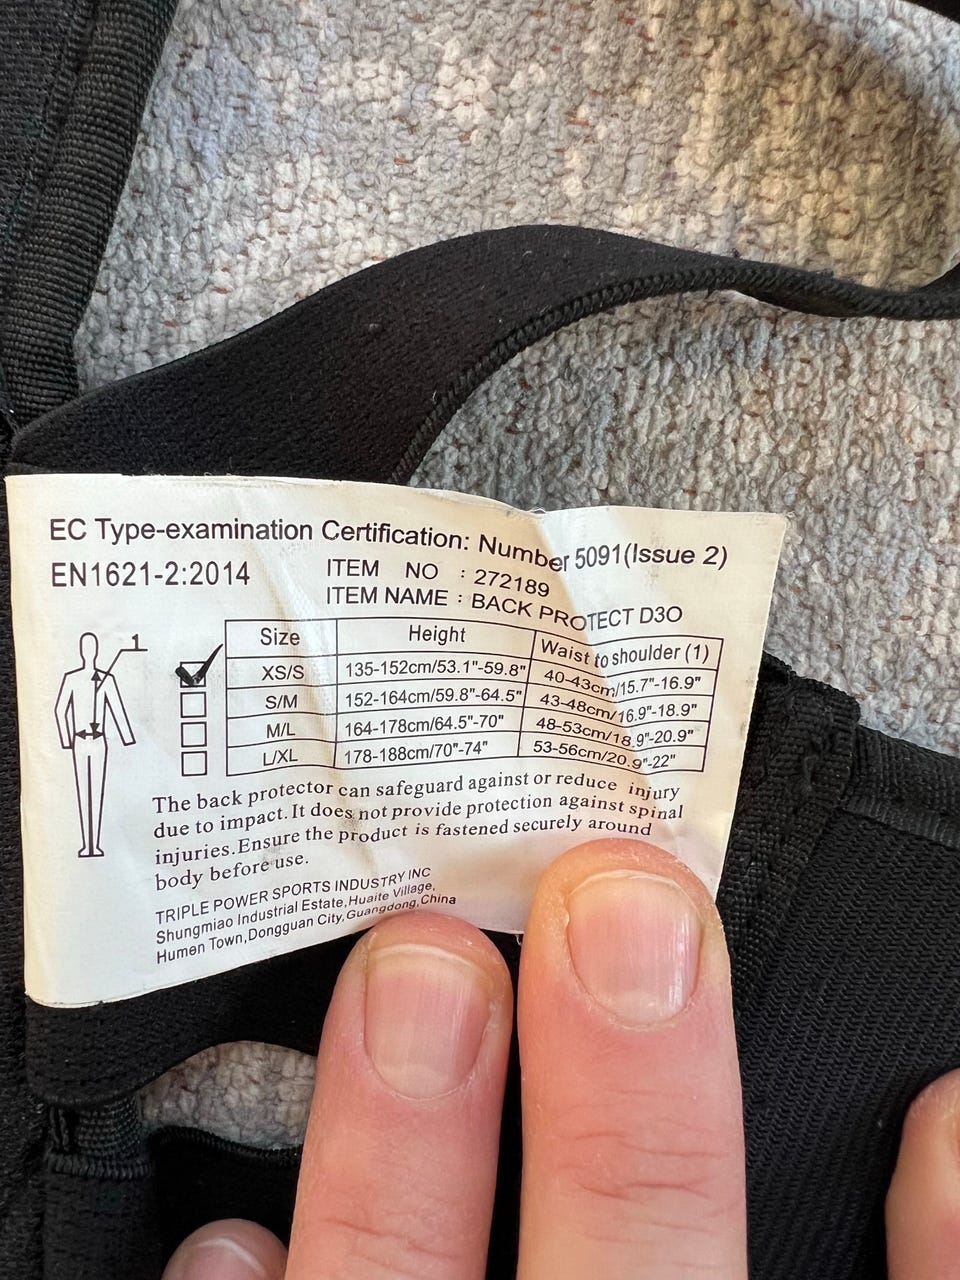 EC Type-examination Certification: Number 5091(Issue 2)
EN1621-2:2014
ITEM NO : 272189
ITEM NAME : BACK PROTECT D3O
1
Size Height Waist to shoulder (1)
XS/S 135-152cm/53.1"-59.8" 40-43cm/15.7"-16.9"
S/M 152-164cm/59.8"-64.5" 43-48cm/16.9"-18.9"
M/L 164-178cm/64.5"-70" 48-53cm/18.9"-20.9"
L/XL 178-188cm/70"-74" 53-56cm/20.9"-22"
The back protector can safeguard against or reduce injury
due to impact.It does not provide protection against spinal
injuries.Ensure the product is fastened securely around
body before use.
TRIPLE POWER SPORTS INDUSTRY INC
Shungmiao Industrial Estate,Huaite Village,
Humen Town,Dongguan City,Guangdong,China